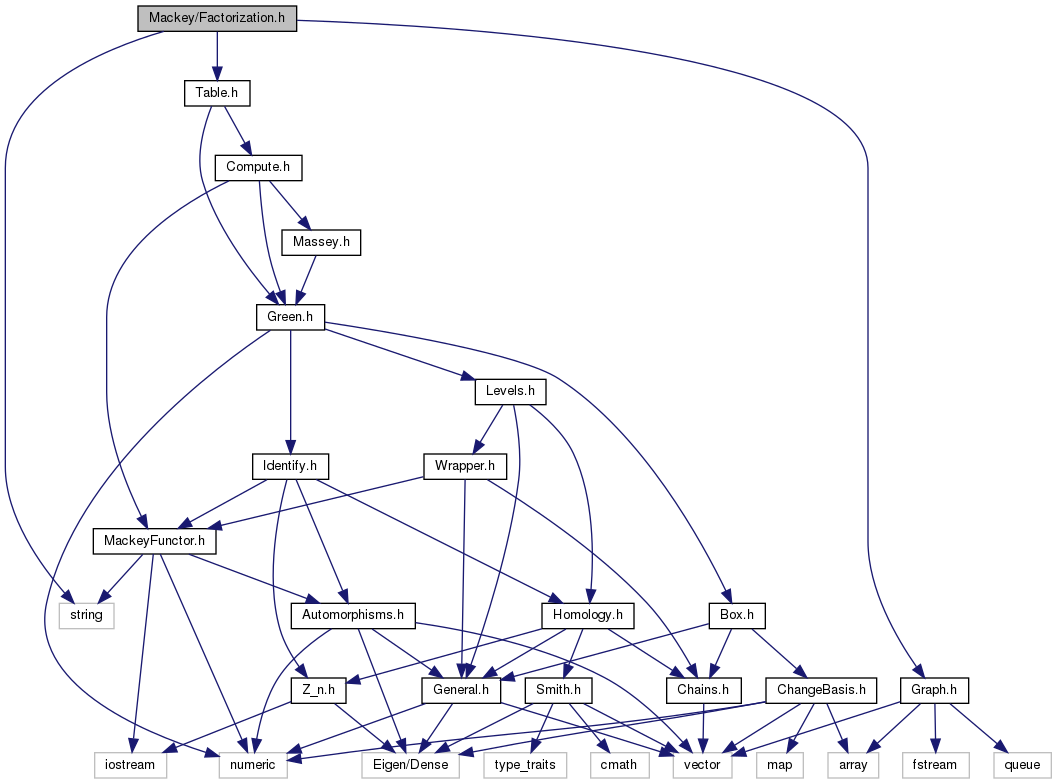 Mackey/Factorization.h
Table.h
Compute.h
Massey.h
Green.h
Levels.h
Identify.h
Wrapper.h
MackeyFunctor.h
string
Automorphisms.h
Homology.h
Box.h
Z_n.h
General.h
Smith.h
Chains.h
ChangeBasis.h
Graph.h
iostream
numeric
Eigen/Dense
type_traits
cmath
vector
map
array
fstream
queue